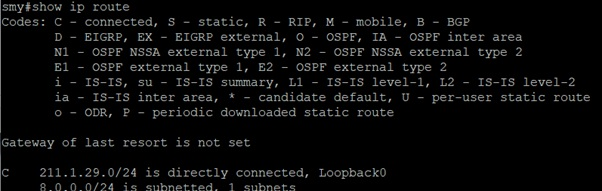 smy#show ip route
Codes: C - connected, S - static, R - RIP, M - mobile, B - BGP
       D - EIGRP, EX - EIGRP external, O - OSPF, IA - OSPF inter area
       N1 - OSPF NSSA external type 1, N2 - OSPF NSSA external type 2
       E1 - OSPF external type 1, E2 - OSPF external type 2
       i - IS-IS, su - IS-IS summary, L1 - IS-IS level-1, L2 - IS-IS level-2
       ia - IS-IS inter area, * - candidate default, U - per-user static route
       o - ODR, P - periodic downloaded static route
Gateway of last resort is not set
C    211.1.29.0/24 is directly connected, Loopback0
     8.0.0.0/24 is subnetted, 1 subnets